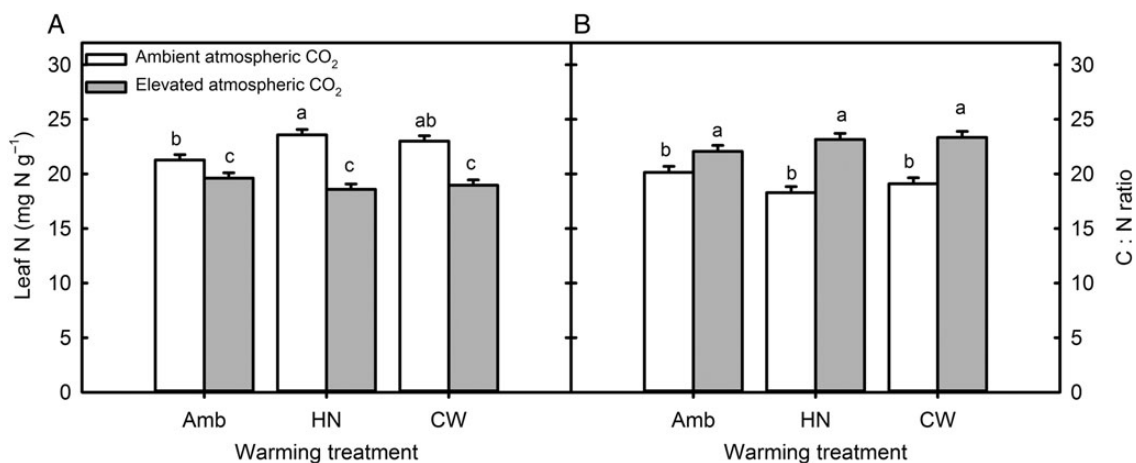 A
B
Ambient atmospheric CO₂
Elevated atmospheric CO₂
Leaf N (mg N g⁻¹)
30
25
20
15
10
5
0
b
c
a
c
ab
c
Amb
HN
CW
Warming treatment
b
a
b
a
b
a
Amb
HN
CW
Warming treatment
30
25
20
15
10
5
0
C : N ratio